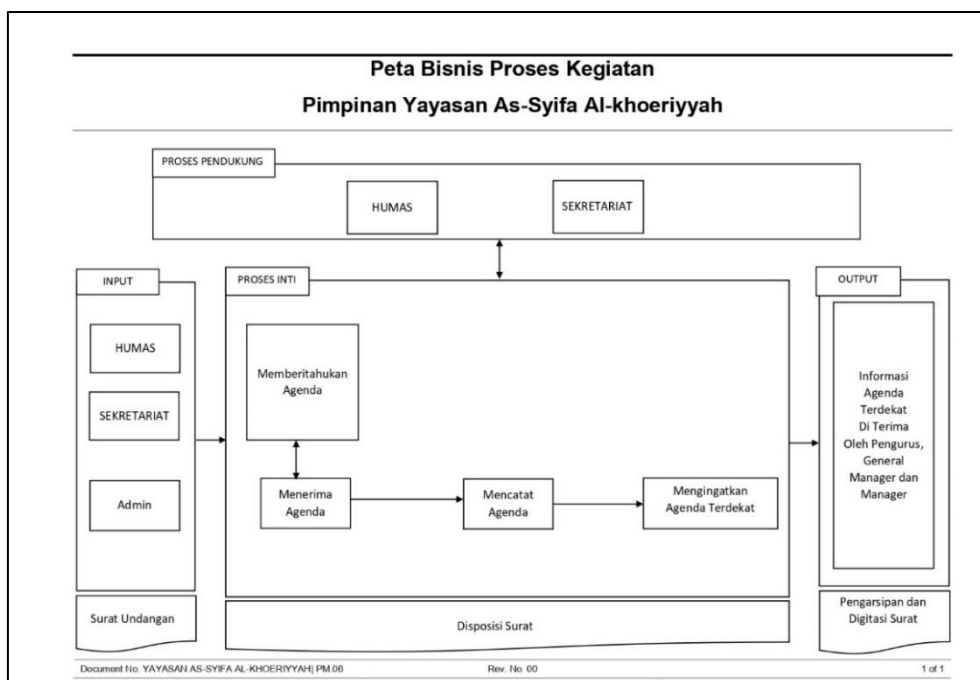 Peta Bisnis Proses Kegiatan
Pimpinan Yayasan As-Syifa Al-khoeriyyah
PROSES PENDUKUNG
HUMAS
SEKRETARIAT
INPUT
HUMAS
SEKRETARIAT
Admin
Surat Undangan
PROSES INTI
Memberitahukan
Agenda
Menerima
Agenda
Mencatat
Agenda
Mengingatkan
Agenda Terdekat
Disposisi Surat
OUTPUT
Informasi
Agenda
Terdekat
Di Terima
Oleh Pengurus,
General
Manager dan
Manager
Pengarsipan dan
Digitasi Surat
Document No. YAYASAN AS-SYIFA AL-KHOERIYYAH| PM.06
Rev. No. 00
1 of 1